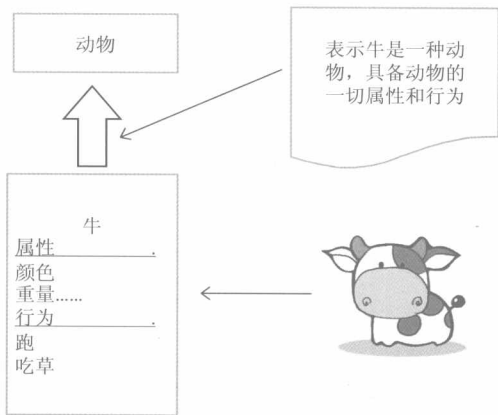 动物
表示牛是一种动
物，具备动物的
一切属性和行为
牛
属性
颜色
重量......
行为
跑
吃草